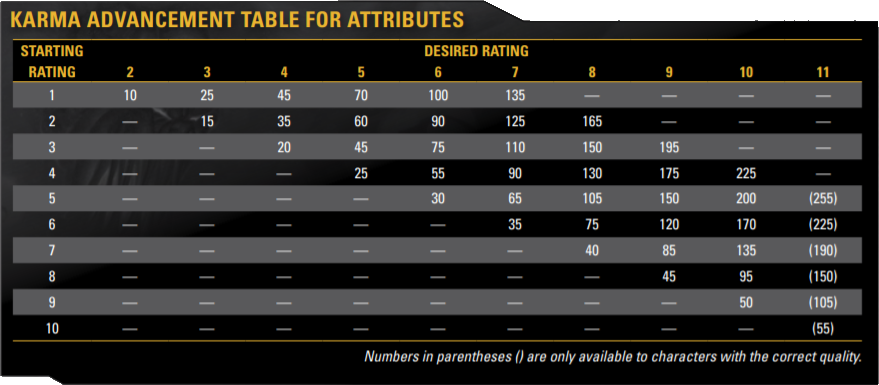 KARMA ADVANCEMENT TABLE FOR ATTRIBUTES
STARTING DESIRED RATING
RATING 2 3 4 5 6 7 8 9 10 11
1 10 25 45 70 100 135 — — — —
2 — 15 35 60 90 125 165 — — —
3 — — 20 45 75 110 150 195 — —
4 — — — 25 55 90 130 175 225 —
5 — — — — 30 65 105 150 200 (255)
6 — — — — — 35 75 120 170 (225)
7 — — — — — — 40 85 135 (190)
8 — — — — — — — 45 95 (150)
9 — — — — — — — — 50 (105)
10 — — — — — — — — — (55)
Numbers in parentheses () are only available to characters with the correct quality.